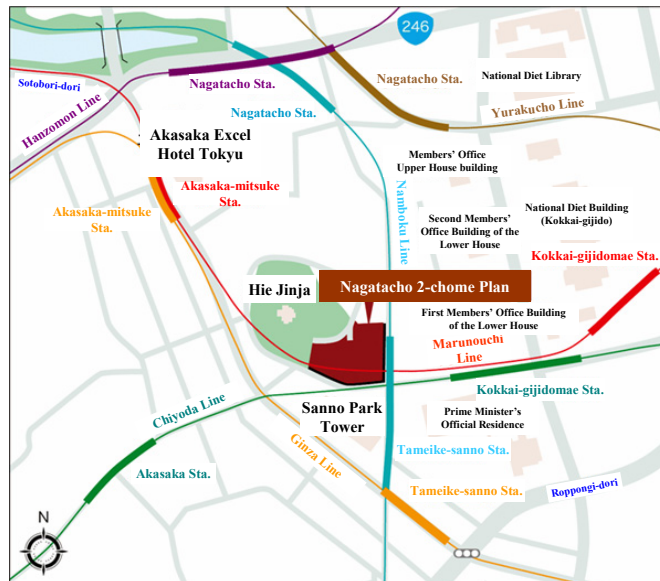 246
Sotobori-dori
Nagatacho Sta.
Nagatacho Sta.
National Diet Library
Hanzomon Line
Nagatacho Sta.
Yurakucho Line
Akasaka Excel
Hotel Tokyu
Members' Office
Upper House building
Akasaka-mitsuke
Sta.
Akasaka-mitsuke
Sta.
Namboku Line
Second Members'
Office Building of the
Lower House
National Diet Building
(Kokkai-gijido)
Kokkai-gijidomae Sta.
Hie Jinja
Nagatacho 2-chome Plan
First Members' Office Building
of the Lower House
Marunouchi
Line
Kokkai-gijidomae Sta.
Chiyoda Line
Sanno Park
Tower
Prime Minister's
Official Residence
Ginza Line
Tameike-sanno Sta.
Akasaka Sta.
Tameike-sanno Sta.
Roppongi-dori
N